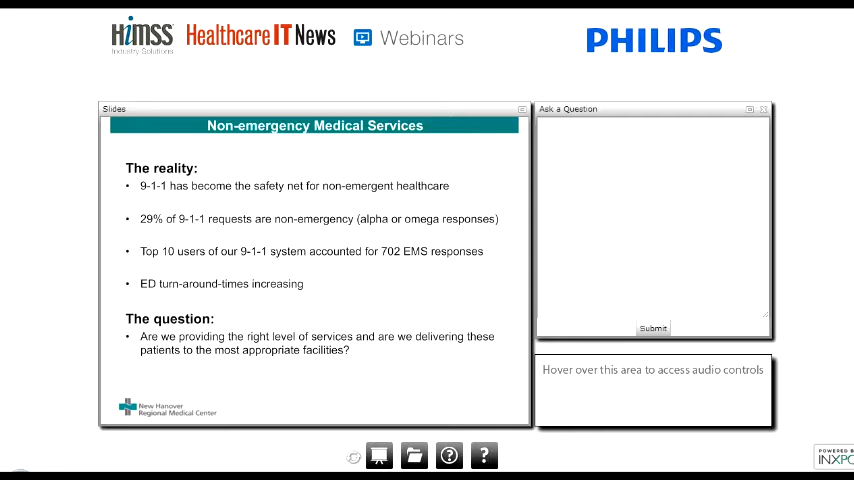 HiMSS
Industry Solutions
Healthcare IT News
Webinars
PHILIPS
Slides
Non-emergency Medical Services
The reality:
• 9-1-1 has become the safety net for non-emergent healthcare
• 29% of 9-1-1 requests are non-emergency (alpha or omega responses)
• Top 10 users of our 9-1-1 system accounted for 702 EMS responses
• ED turn-around-times increasing
The question:
• Are we providing the right level of services and are we delivering these
patients to the most appropriate facilities?
New Hanover
Regional Medical Center
Ask a Question
Submit
Hover over this area to access audio controls
?
?
POWERED BY
INXPO